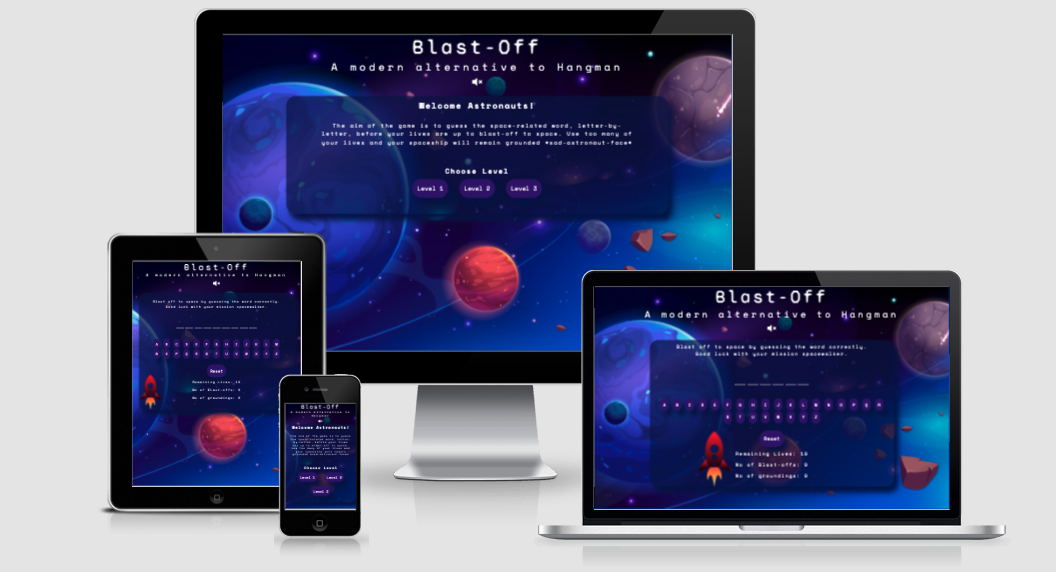 Blast-Off
A modern alternative to Hangman
Welcome Astronauts!
The aim of the game is to guess the space-related word, letter-by-
letter, before your lives are up to blast-off to space. Use too many of
your lives and your spaceship will remain grounded *sad-astronaut-face*
Choose Level
Level 1 Level 2 Level 3
Blast-Off
A modern alternative to Hangman
Blast off to space by guessing the word correctly.
Good luck with your mission spacewalker.
A B C D E F G H I J K L M
N O P Q R S T U V W X Y Z
Reset
Remaining Lives: 10
No of Blast-offs: 0
No of groundings: 0
Blast-Off
A modern alternative to
Hangman
Welcome Astronauts!
Choose Level
Level 1 Level 2
Level 3
Blast-Off
A modern alternative to Hangman
Blast off to space by guessing the word correctly.
Good luck with your mission spacewalker.
A B C D E F G H I J K L M N O P Q R
S T U V W X Y Z
Reset
Remaining Lives: 10
No of Blast-offs: 0
No of groundings: 0